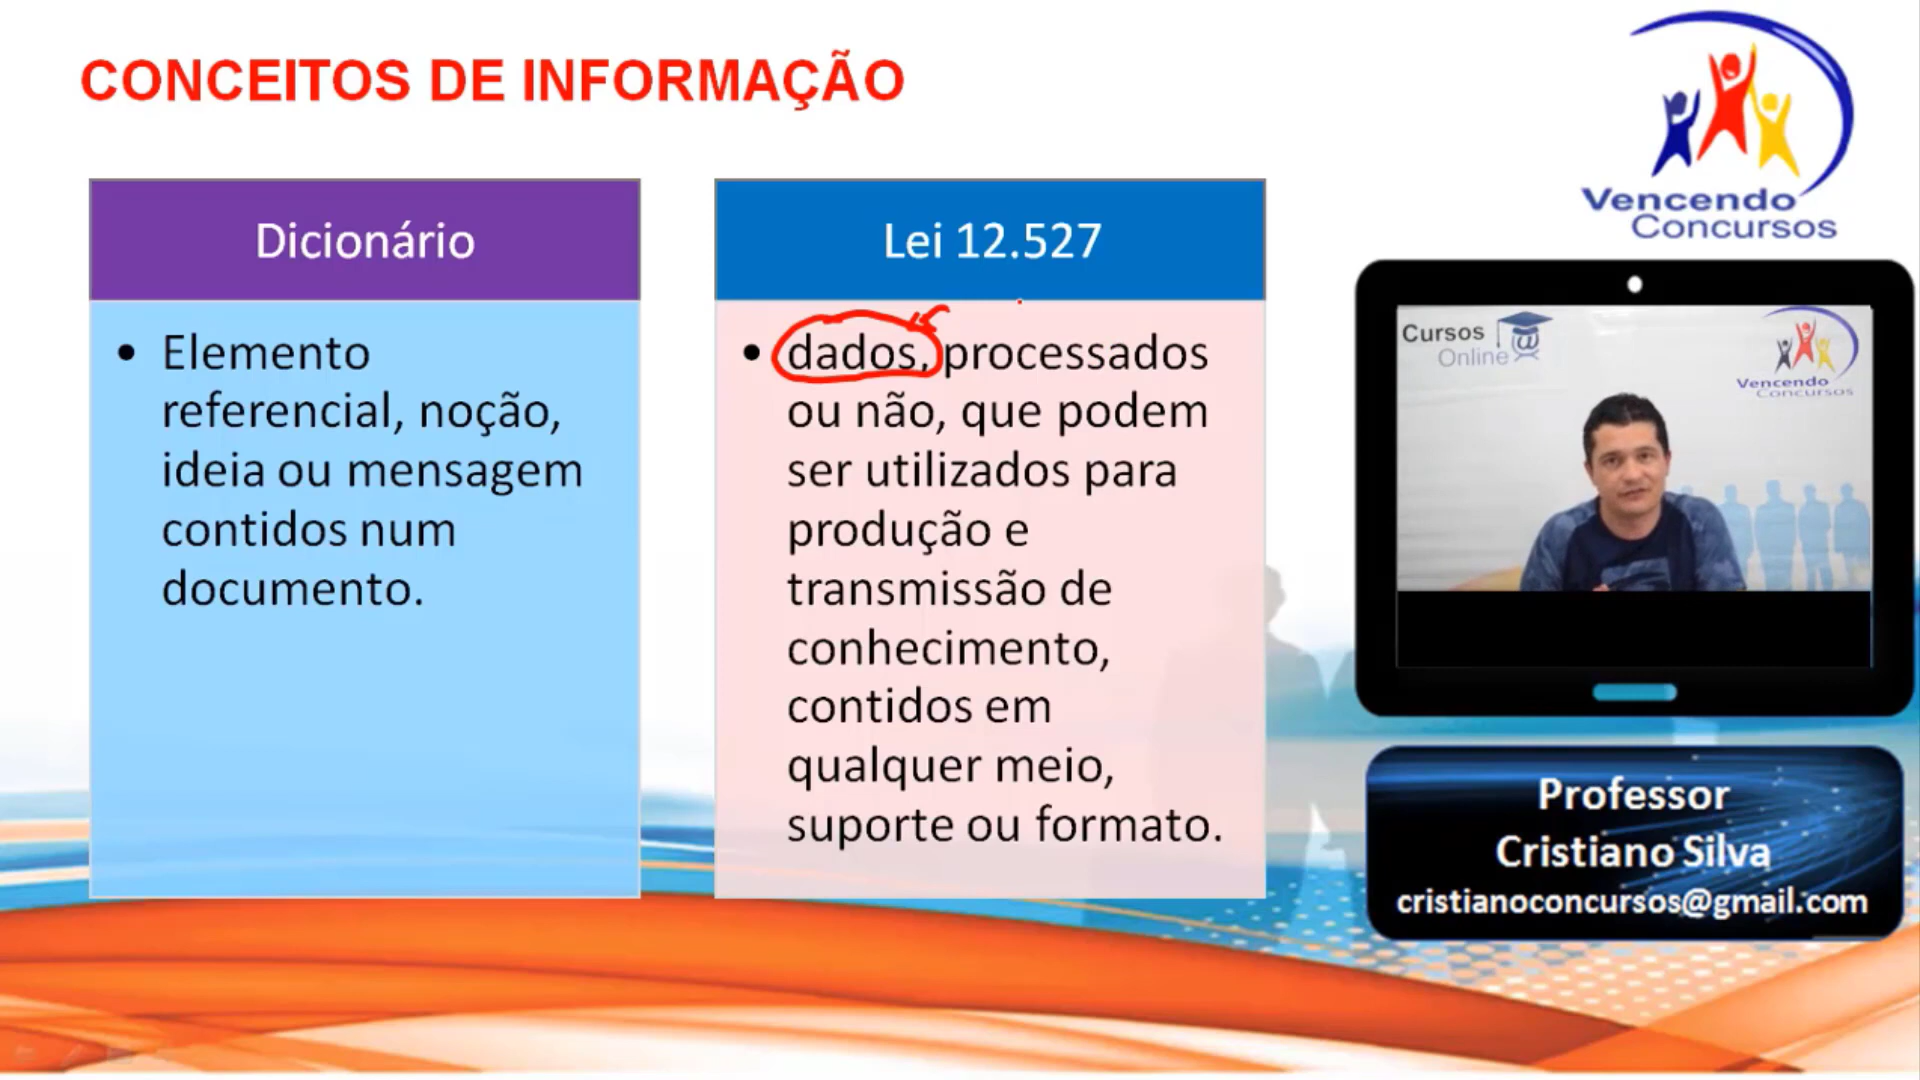 CONCEITOS DE INFORMAÇÃO
Dicionário
• Elemento
referencial, noção,
ideia ou mensagem
contidos num
documento.
Lei 12.527
• dados, processados
ou não, que podem
ser utilizados para
produção e
transmissão de
conhecimento,
contidos em
qualquer meio,
suporte ou formato.
Vencendo
Concursos
Cursos
Online
Vencendo
Concursos
Professor
Cristiano Silva
cristianoconcursos@gmail.com